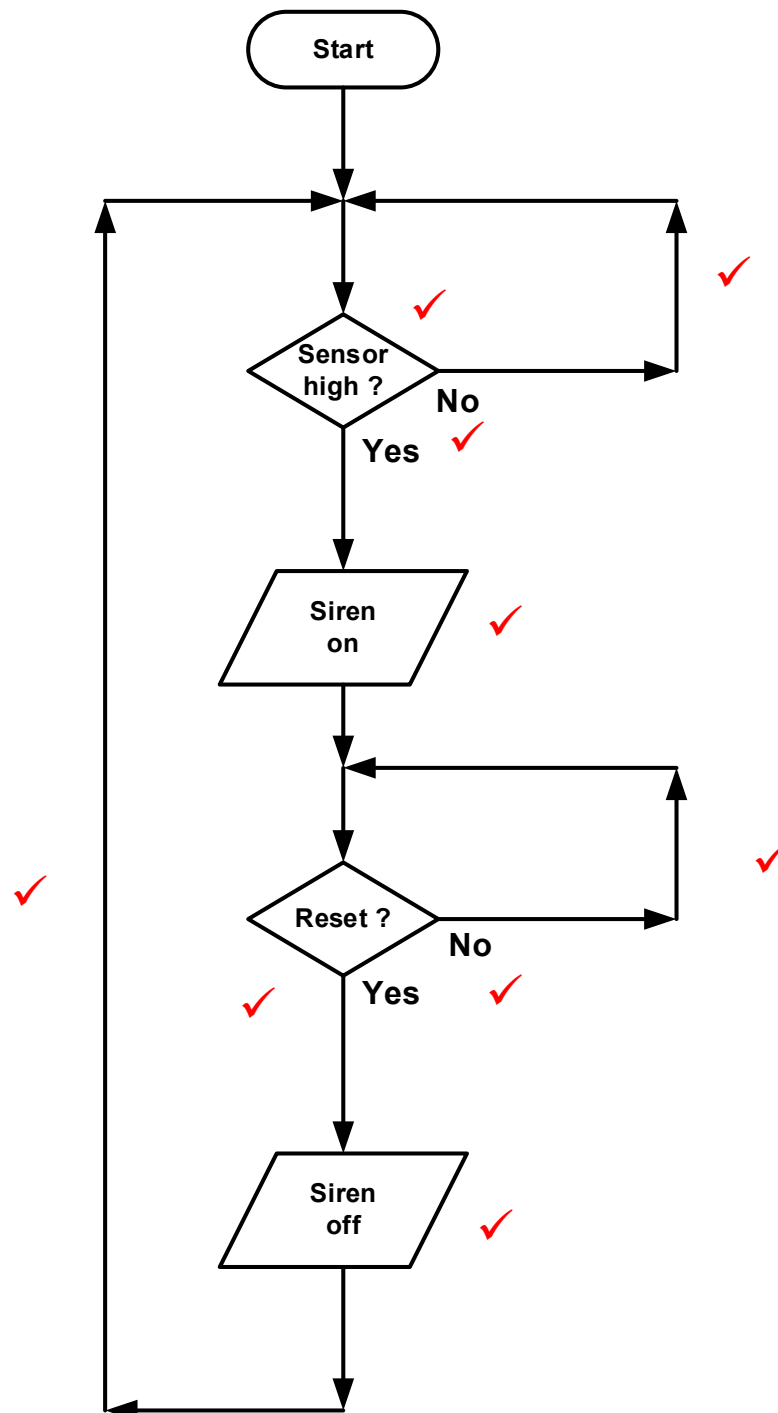 Start
Sensor
high ?
No
Yes
Siren
on
Reset ?
No
Yes
Siren
off